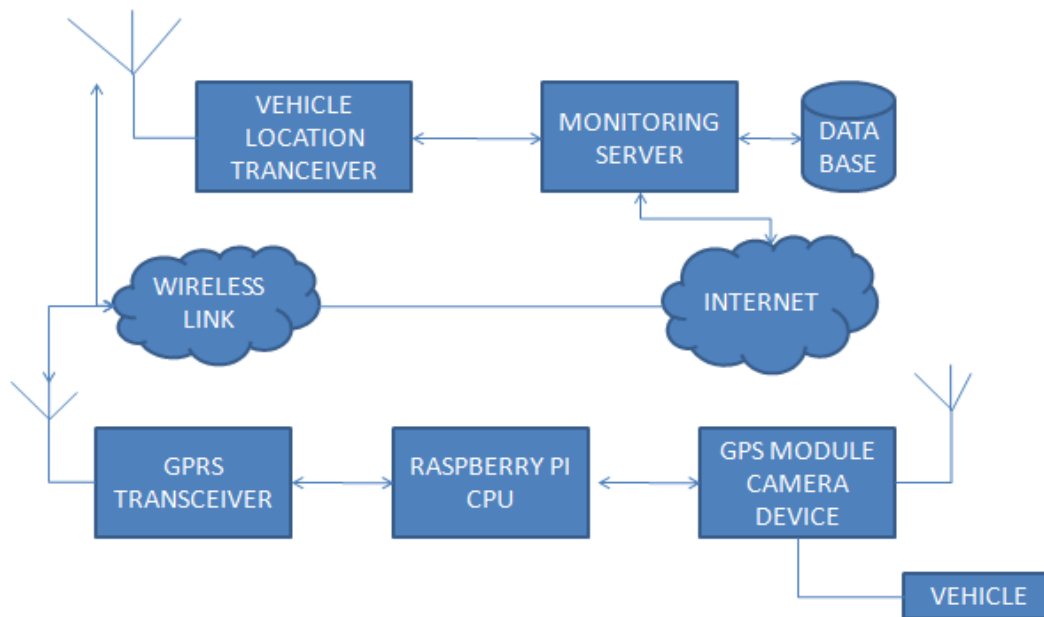 VEHICLE
LOCATION
TRANCEIVER
MONITORING
SERVER
DATA
BASE
WIRELESS
LINK
INTERNET
GPRS
TRANSCEIVER
RASPBERRY PI
CPU
GPS MODULE
CAMERA
DEVICE
VEHICLE